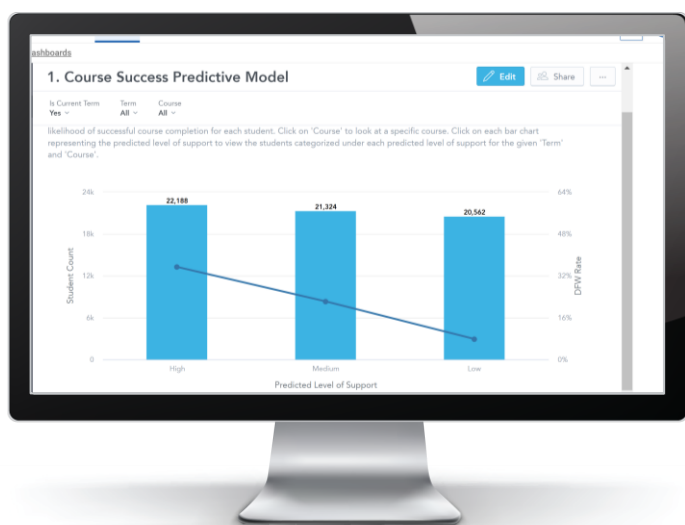 ashboards
1. Course Success Predictive Model
Edit
Share
...
Is Current Term Term Course
Yes All All
likelihood of successful course completion for each student. Click on 'Course' to look at a specific course. Click on each bar chart
representing the predicted level of support to view the students categorized under each predicted level of support for the given 'Term'
and 'Course'.
24k 64%
22,188 21,324 20,562
18k 48%
Student Count
12k 32%
DFW Rate
6k 16%
0 0%
High Medium Low
Predicted Level of Support